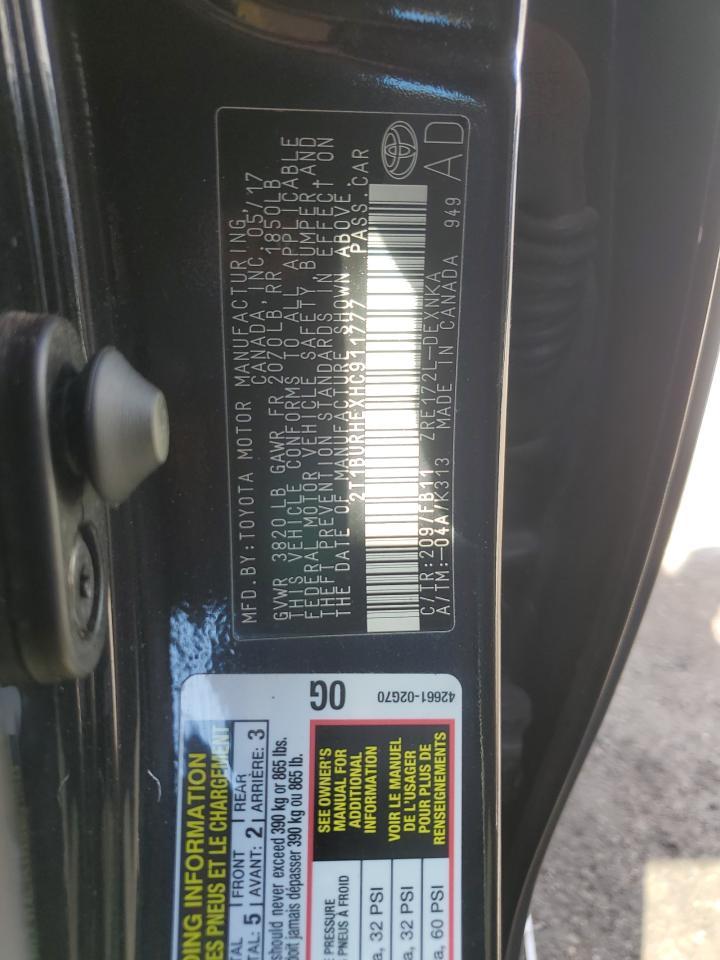 MFD.BY:TOYOTA MOTOR MANUFACTURING
CANADA, INC. 05/17
GVWR 3820 LB GAWR FR 2070LB RR 1850LB
THIS VEHICLE CONFORMS TO ALL APPLICABLE
FEDERAL MOTOR VEHICLE SAFETY, BUMPER AND
THEFT PREVENTION STANDARDS IN EFFECT ON
THE DATE OF MANUFACTURE SHOWN ABOVE.
2T1BURHEXHC911777 PASS.CAR
C/TR:209/FB11 ZRE172L-DEXNKA
A/TM:-04A/K313 MADE IN CANADA 949
AD
DING INFORMATION
ES PNEUS ET LE CHARGEMENT
TAL FRONT REAR
TAL: 5 AVANT: 2 ARRIÈRE: 3
should never exceed 390 kg or 865 lbs.
doit jamais dépasser 390 kg ou 865 lb.
0G
42661-02G70
PRESSURE
PNEUS À FROID
a, 32 PSI
a, 32 PSI
a, 60 PSI
SEE OWNER'S
MANUAL FOR
ADDITIONAL
INFORMATION
VOIR LE MANUEL
DE L'USAGER
POUR PLUS DE
RENSEIGNEMENTS